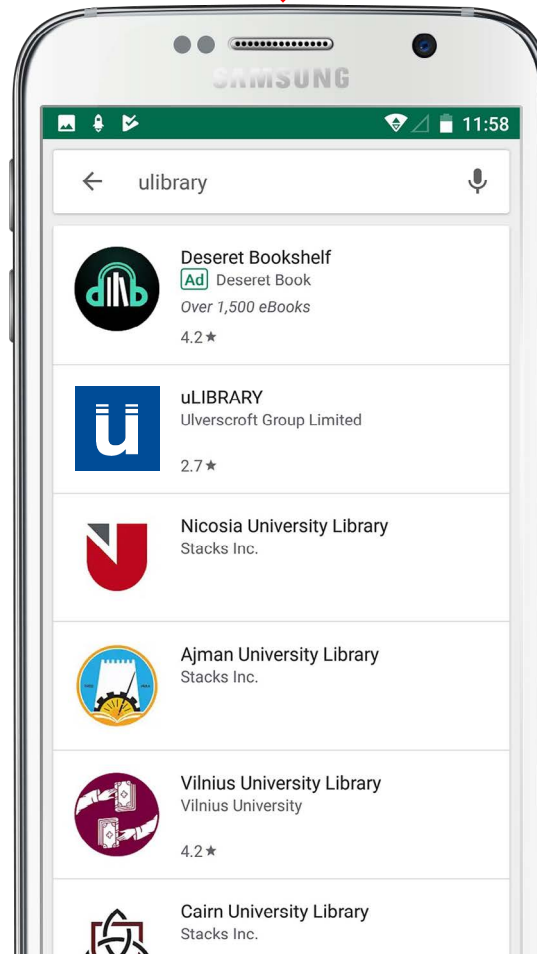 SAMSUNG
11:58
ulibrary
Deseret Bookshelf
Ad Deseret Book
Over 1,500 eBooks
4.2★
uLIBRARY
Ulverscroft Group Limited
2.7★
Nicosia University Library
Stacks Inc.
Ajman University Library
Stacks Inc.
Vilnius University Library
Vilnius University
4.2★
Cairn University Library
Stacks Inc.